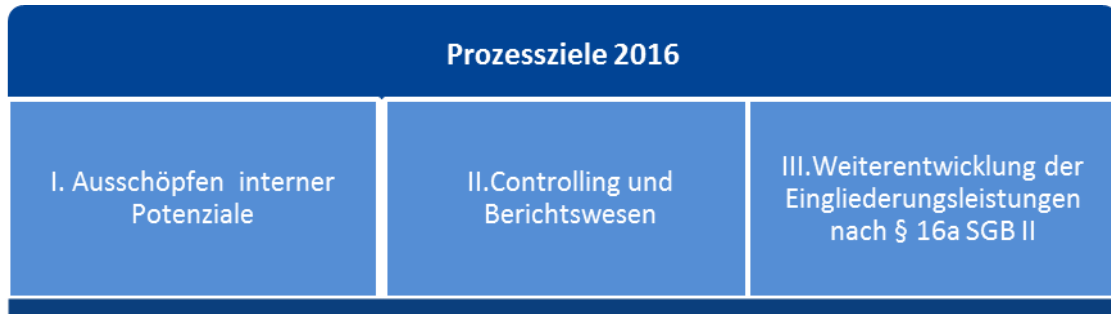 Prozessziele 2016
I. Ausschöpfen interner
Potenziale
II.Controlling und
Berichtswesen
III.Weiterentwicklung der
Eingliederungsleistungen
nach § 16a SGB II